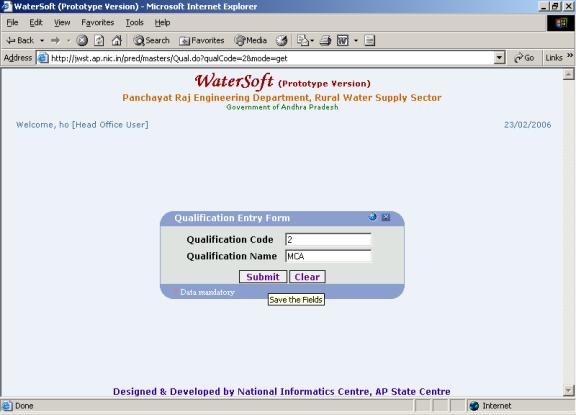 WaterSoft (Prototype Version) - Microsoft Internet Explorer
File Edit View Favorites Tools Help
Back Search Favorites Media
Address http://jwst.ap.nic.in/pred/masters/Qual.do?qualCode=2&mode=get Go Links »
WaterSoft (Prototype Version)
Panchayat Raj Engineering Department, Rural Water Supply Sector
Government of Andhra Pradesh
Welcome, ho [Head Office User] 23/02/2006
Qualification Entry Form
Qualification Code 2
Qualification Name MCA
Submit Clear
* Data mandatory
Save the Fields
Designed & Developed by National Informatics Centre, AP State Centre
Done Internet